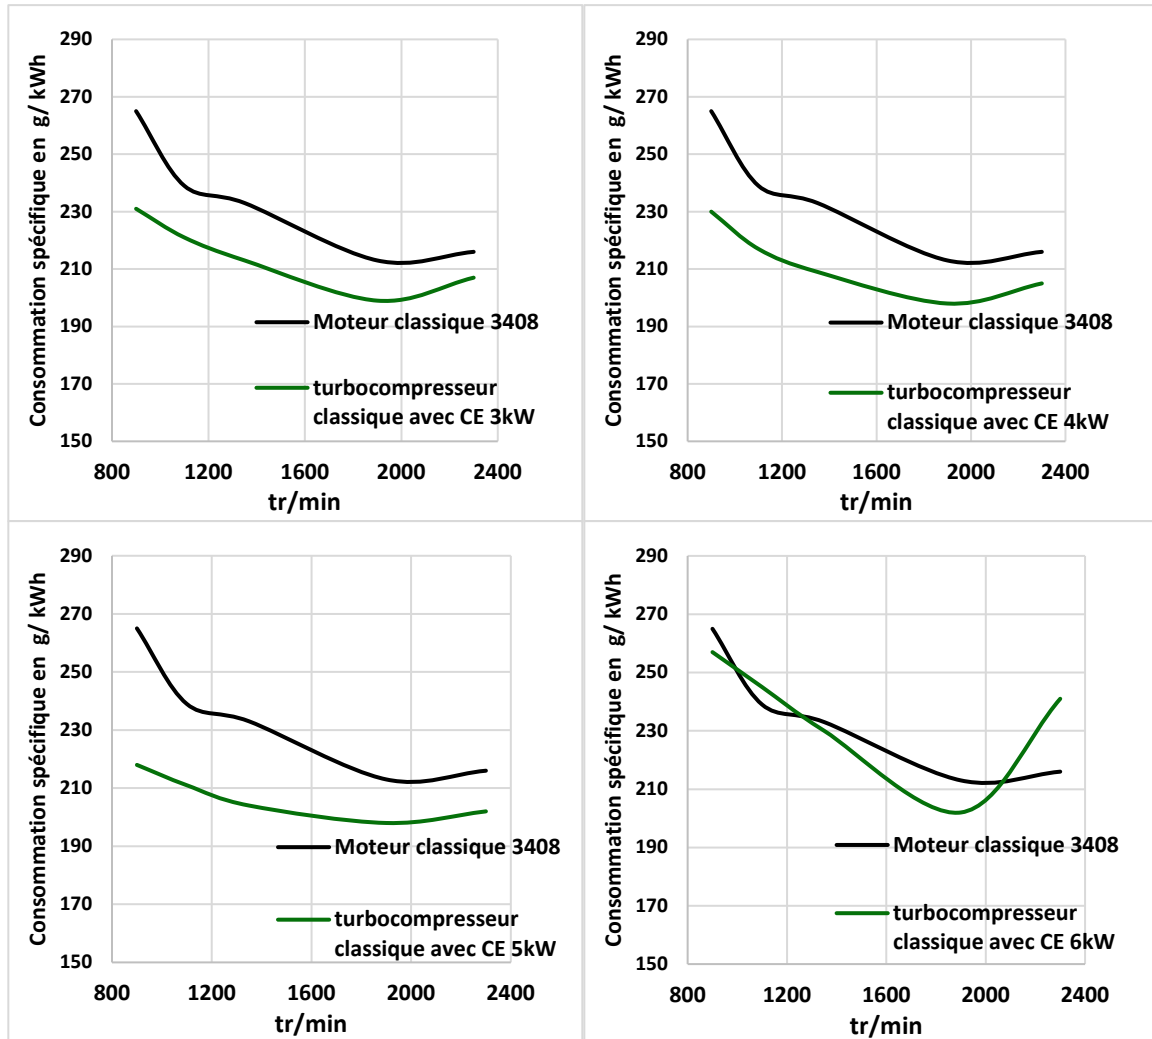 Consommation spécifique en g/ kWh
290
270
250
230
210
190
170
150
800 1200 1600 2000 2400
tr/min
Moteur classique 3408
turbocompresseur
classique avec CE 3kW
Consommation spécifique en g/ kWh
290
270
250
230
210
190
170
150
800 1200 1600 2000 2400
tr/min
Moteur classique 3408
turbocompresseur
classique avec CE 4kW
Consommation spécifique en g/ kWh
290
270
250
230
210
190
170
150
800 1200 1600 2000 2400
tr/min
Moteur classique 3408
turbocompresseur
classique avec CE 5kW
Consommation spécifique en g/ kWh
290
270
250
230
210
190
170
150
800 1200 1600 2000 2400
tr/min
Moteur classique 3408
turbocompresseur
classique avec CE 6kW